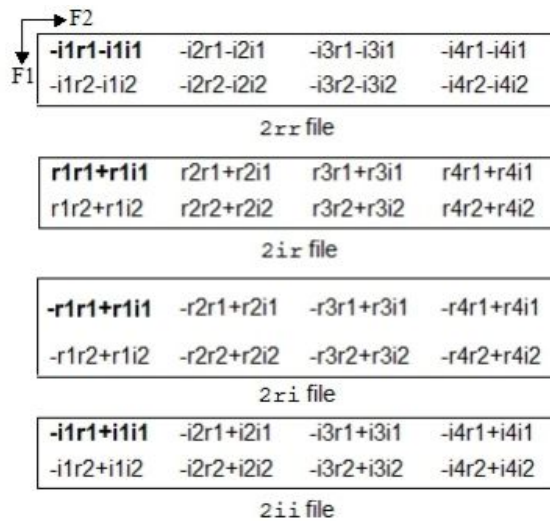 F2
F1
-i1r1-i1i1 -i2r1-i2i1 -i3r1-i3i1 -i4r1-i4i1
-i1r2-i1i2 -i2r2-i2i2 -i3r2-i3i2 -i4r2-i4i2
2rr file
r1r1+r1i1 r2r1+r2i1 r3r1+r3i1 r4r1+r4i1
r1r2+r1i2 r2r2+r2i2 r3r2+r3i2 r4r2+r4i2
2ir file
-r1r1+r1i1 -r2r1+r2i1 -r3r1+r3i1 -r4r1+r4i1
-r1r2+r1i2 -r2r2+r2i2 -r3r2+r3i2 -r4r2+r4i2
2ri file
-i1r1+i1i1 -i2r1+i2i1 -i3r1+i3i1 -i4r1+i4i1
-i1r2+i1i2 -i2r2+i2i2 -i3r2+i3i2 -i4r2+i4i2
2ii file